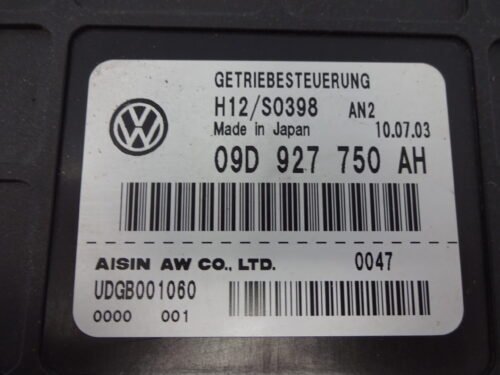 GETRIEBESTEUERUNG
H12/S0398 AN2
Made in Japan 10.07.03
09D 927 750 AH
AISIN AW CO., LTD. 0047
UDGB001060
0000 001